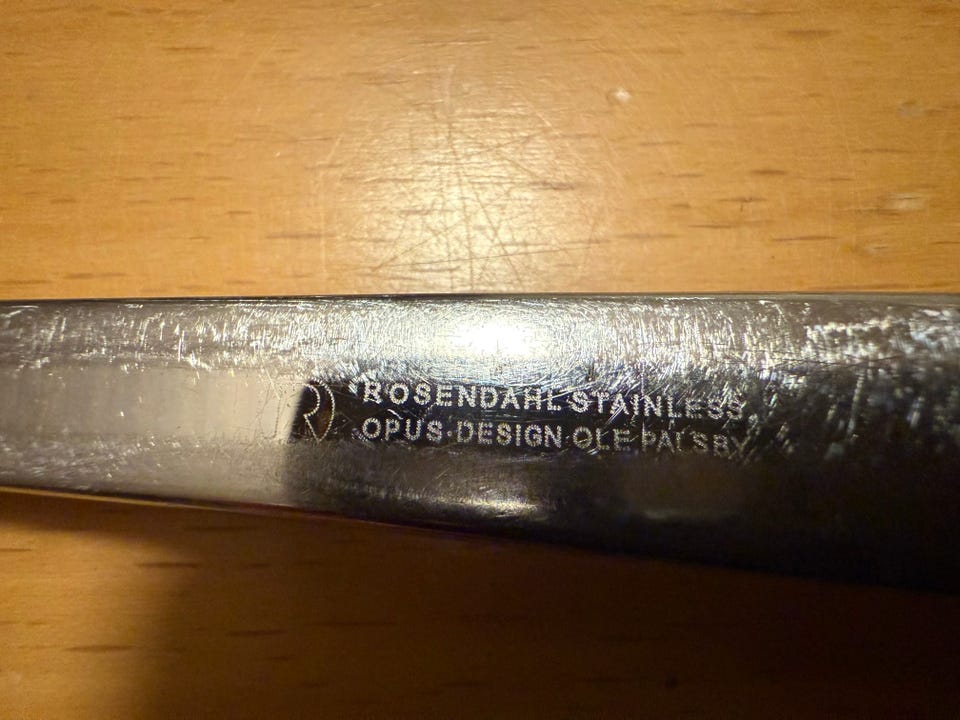 R ROSENDAHL STAINLESS
OPUS-DESIGN OLE PALSBY